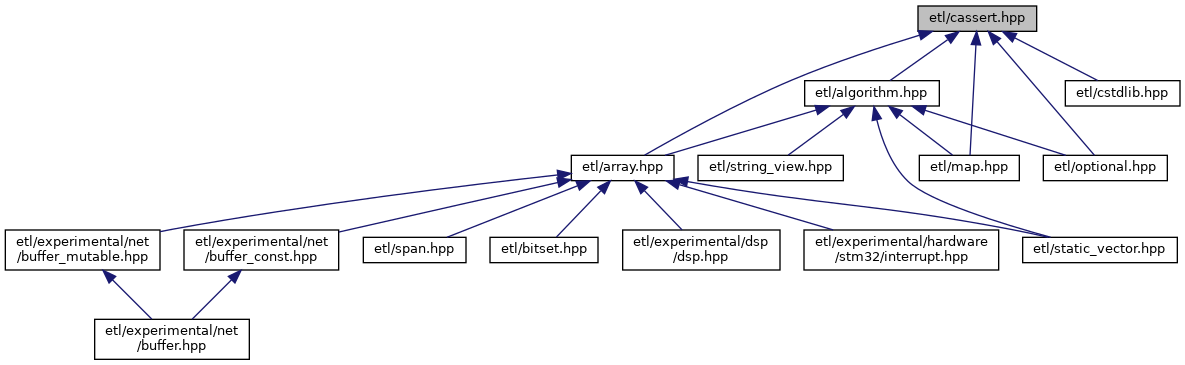 etl/cassert.hpp
etl/algorithm.hpp
etl/cstdlib.hpp
etl/array.hpp
etl/string_view.hpp
etl/map.hpp
etl/optional.hpp
etl/experimental/net
/buffer_mutable.hpp
etl/experimental/net
/buffer_const.hpp
etl/span.hpp
etl/bitset.hpp
etl/experimental/dsp
/dsp.hpp
etl/experimental/hardware
/stm32/interrupt.hpp
etl/static_vector.hpp
etl/experimental/net
/buffer.hpp